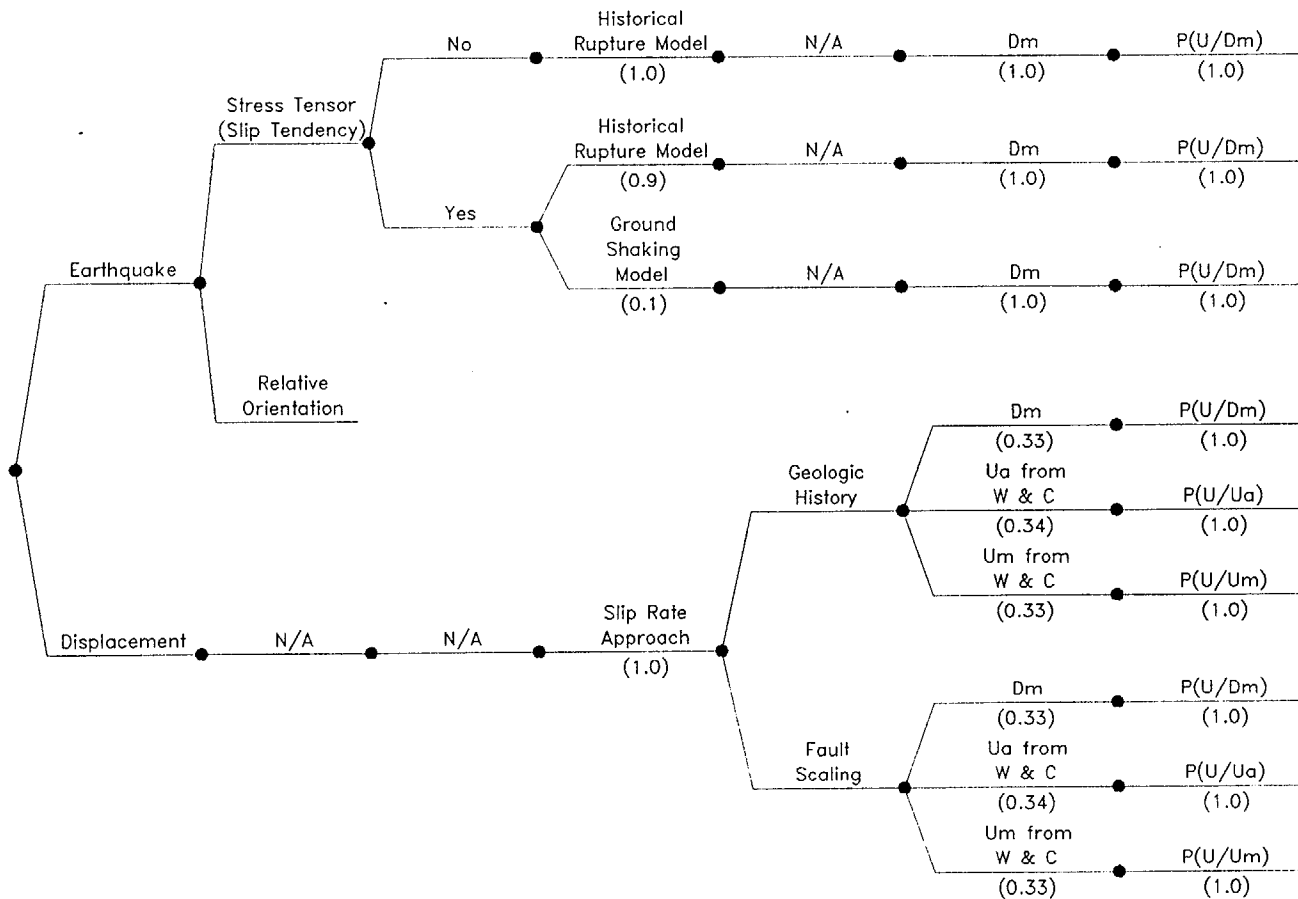 No
Historical
Rupture Model
(1.0)
N/A
Dm
(1.0)
P(U/Dm)
(1.0)
Stress Tensor
(Slip Tendency)
Historical
Rupture Model
(0.9)
N/A
Dm
(1.0)
P(U/Dm)
(1.0)
Yes
Ground
Shaking
Model
(0.1)
N/A
Dm
(1.0)
P(U/Dm)
(1.0)
Earthquake
Relative
Orientation
Dm
(0.33)
P(U/Dm)
(1.0)
Geologic
History
Ua from
W & C
(0.34)
P(U/Ua)
(1.0)
Um from
W & C
(0.33)
P(U/Um)
(1.0)
Displacement
N/A
N/A
Slip Rate
Approach
(1.0)
Dm
(0.33)
P(U/Dm)
(1.0)
Fault
Scaling
Ua from
W & C
(0.34)
P(U/Ua)
(1.0)
Um from
W & C
(0.33)
P(U/Um)
(1.0)